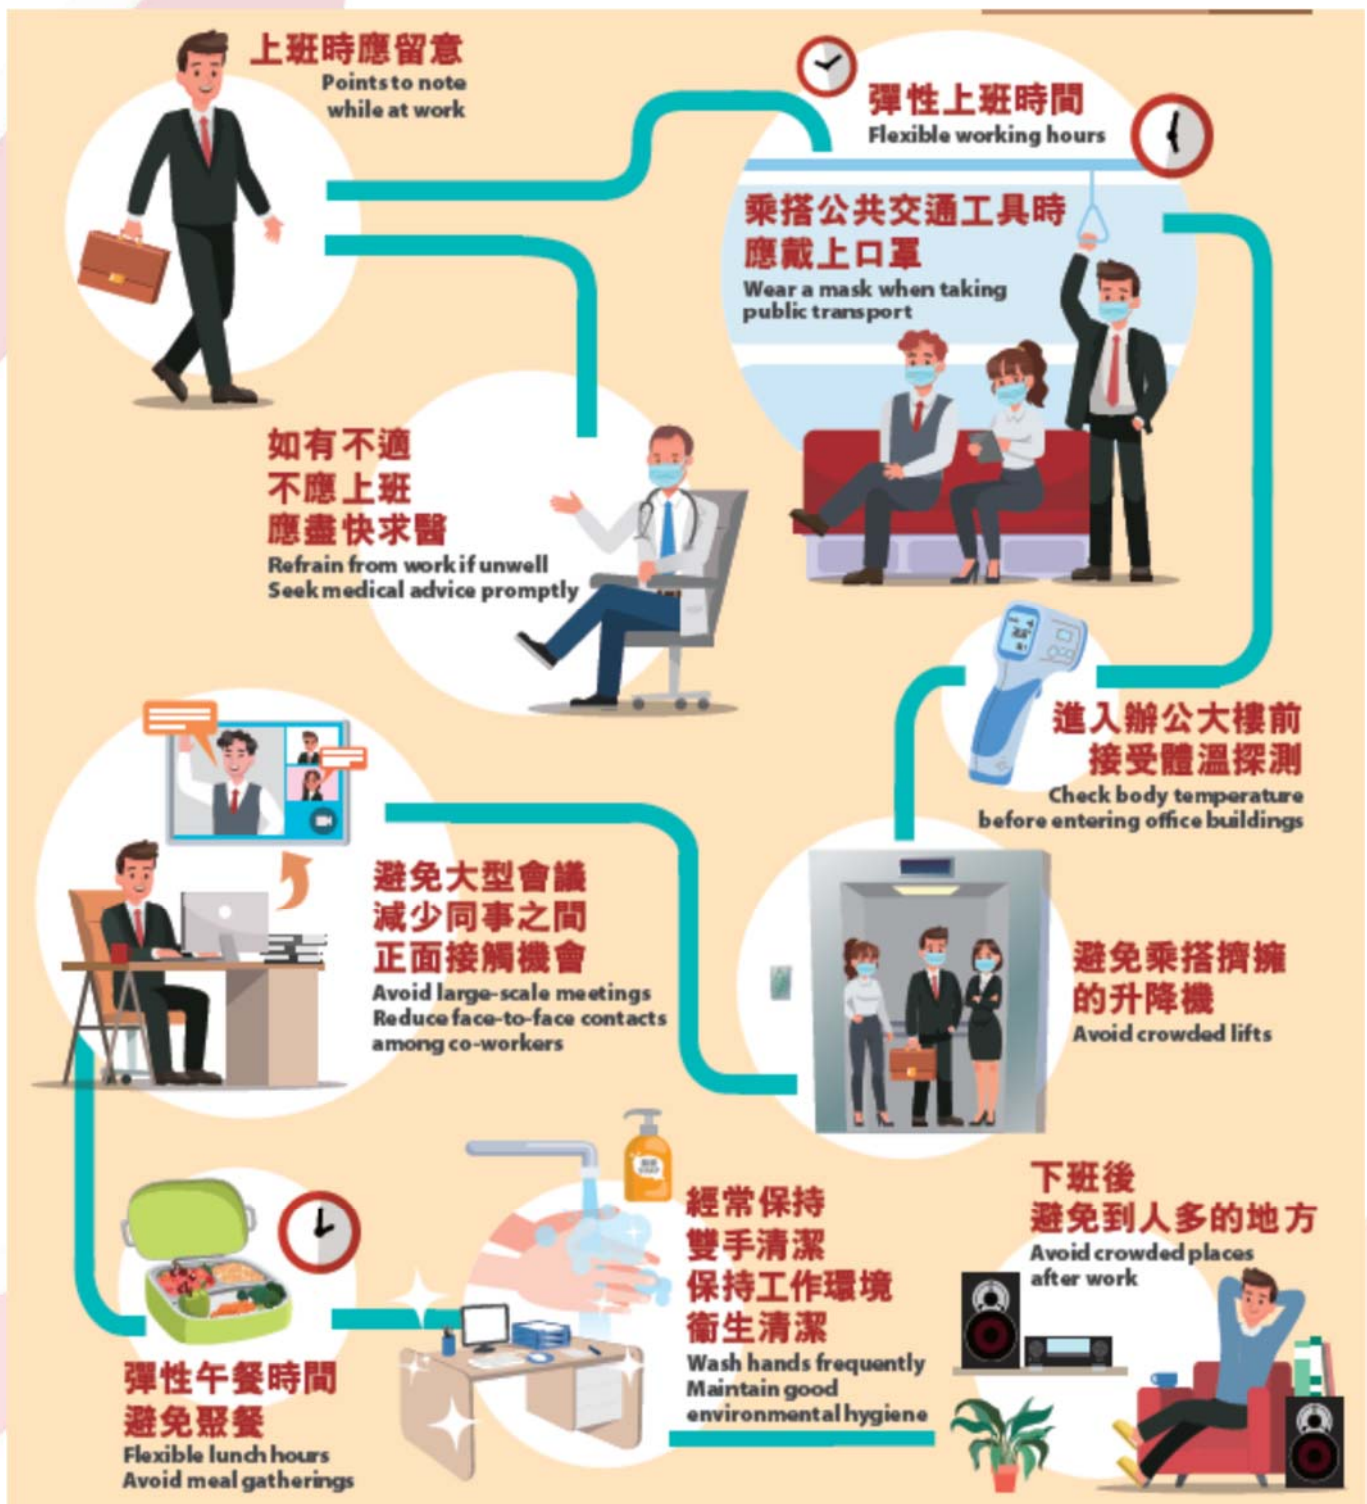 上班時應留意
Points to note
while at work
彈性上班時間
Flexible working hours
乘搭公共交通工具時
應戴上口罩
Wear a mask when taking
public transport
如有不適
不應上班
應盡快求醫
Refrain from work if unwell
Seek medical advice promptly
進入辦公大樓前
接受體溫探測
Check body temperature
before entering office buildings
避免乘搭擠擁
的升降機
Avoid crowded lifts
避免大型會議
減少同事之間
正面接觸機會
Avoid large-scale meetings
Reduce face-to-face contacts
among co-workers
彈性午餐時間
避免聚餐
Flexible lunch hours
Avoid meal gatherings
經常保持
雙手清潔
保持工作環境
衞生清潔
Wash hands frequently
Maintain good
environmental hygiene
下班後
避免到人多的地方
Avoid crowded places
after work